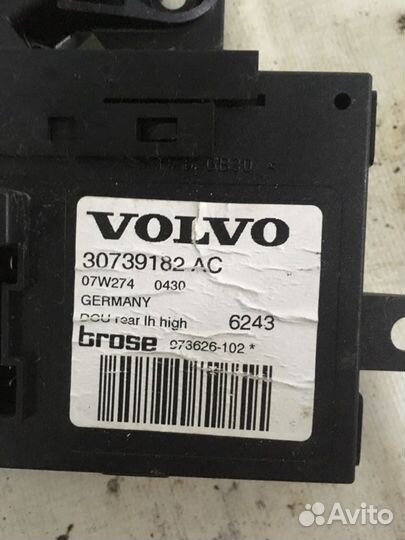 VOLVO
30739182 AC
07W274 0430
GERMANY
DCU rear lh high 6243
brose 973626-102 *
Avito